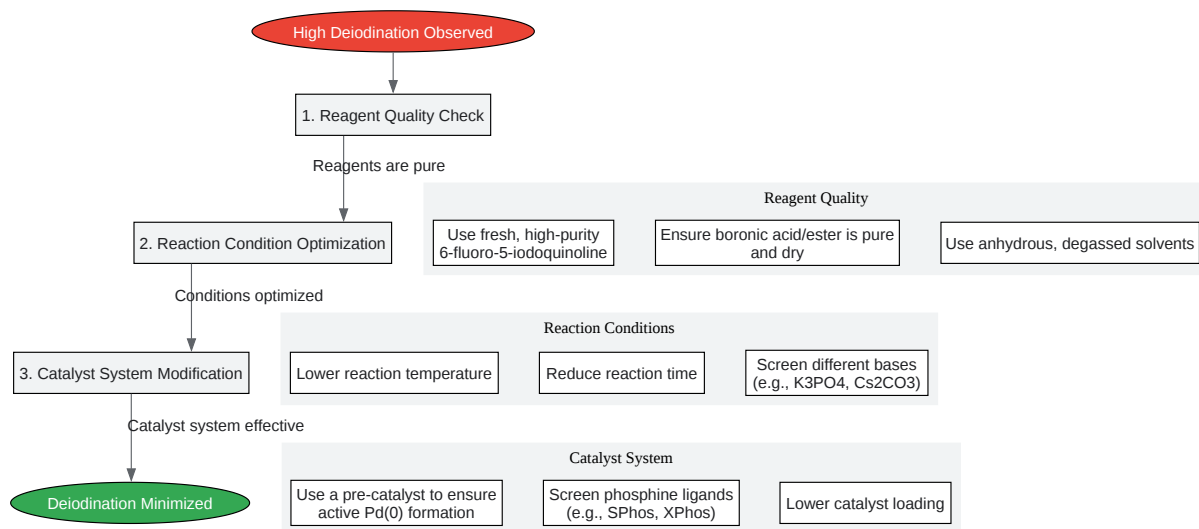 High Deiodination Observed
1. Reagent Quality Check
Reagents are pure
Reagent Quality
Use fresh, high-purity
6-fluoro-5-iodoquinoline
Ensure boronic acid/ester is pure
and dry
Use anhydrous, degassed solvents
2. Reaction Condition Optimization
Conditions optimized
Reaction Conditions
Lower reaction temperature
Reduce reaction time
Screen different bases
(e.g., K3PO4, Cs2CO3)
3. Catalyst System Modification
Catalyst system effective
Catalyst System
Use a pre-catalyst to ensure
active Pd(0) formation
Screen phosphine ligands
(e.g., SPhos, XPhos)
Lower catalyst loading
Deiodination Minimized